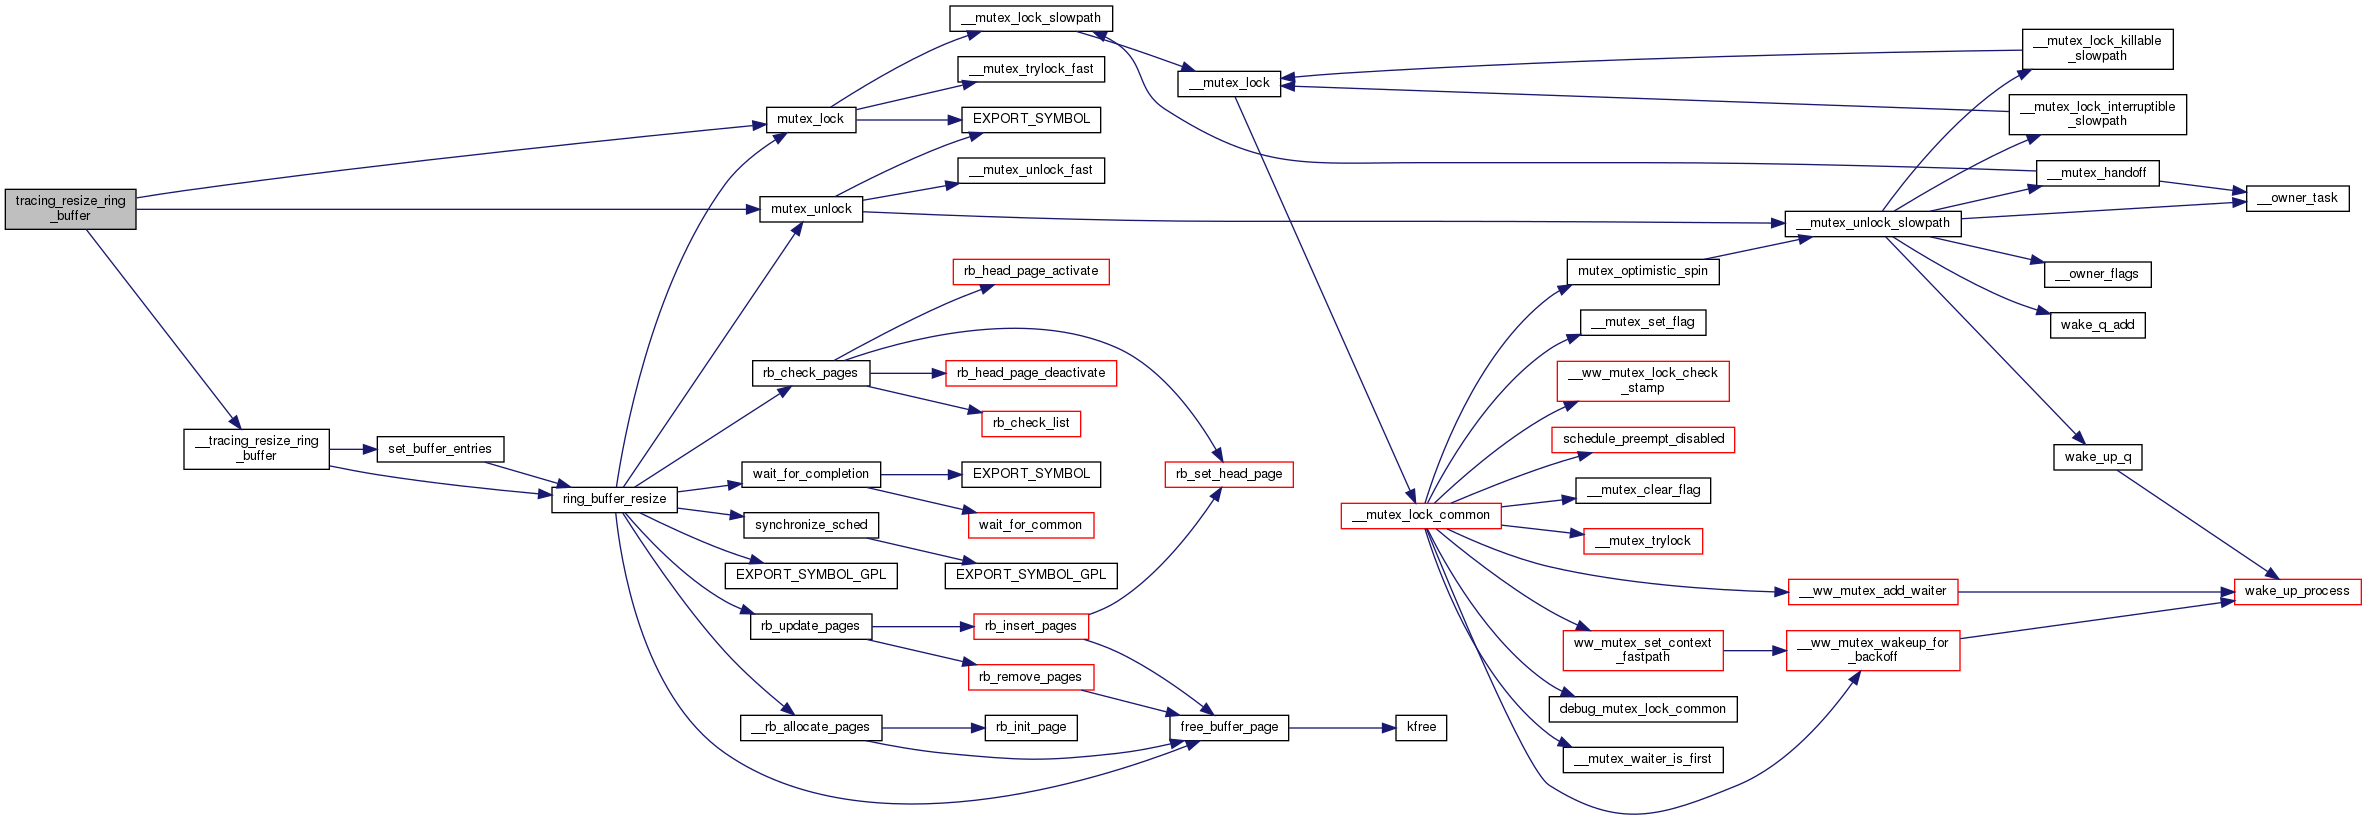 tracing_resize_ring
_buffer
__tracing_resize_ring
_buffer
set_buffer_entries
ring_buffer_resize
mutex_lock
mutex_unlock
rb_check_pages
wait_for_completion
synchronize_sched
EXPORT_SYMBOL_GPL
rb_update_pages
__rb_allocate_pages
__mutex_lock_slowpath
__mutex_trylock_fast
EXPORT_SYMBOL
__mutex_unlock_fast
rb_head_page_activate
rb_head_page_deactivate
rb_check_list
EXPORT_SYMBOL
wait_for_common
EXPORT_SYMBOL_GPL
rb_insert_pages
rb_remove_pages
rb_init_page
__mutex_lock
rb_set_head_page
free_buffer_page
__mutex_lock_common
kfree
mutex_optimistic_spin
__mutex_set_flag
__ww_mutex_lock_check
_stamp
schedule_preempt_disabled
__mutex_clear_flag
__mutex_trylock
ww_mutex_set_context
_fastpath
debug_mutex_lock_common
__mutex_waiter_is_first
__mutex_unlock_slowpath
__ww_mutex_add_waiter
__ww_mutex_wakeup_for
_backoff
__mutex_lock_killable
_slowpath
__mutex_lock_interruptible
_slowpath
__mutex_handoff
__owner_flags
wake_q_add
wake_up_q
__owner_task
wake_up_process